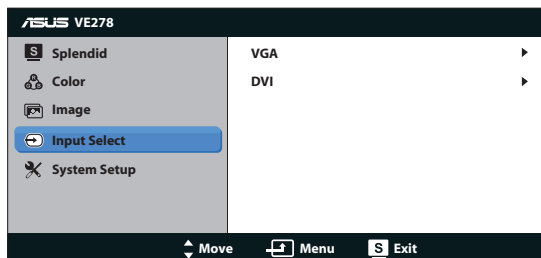 ASUS VE278
S Splendid
Color
Image
Input Select
System Setup
VGA
DVI
Move Menu S Exit